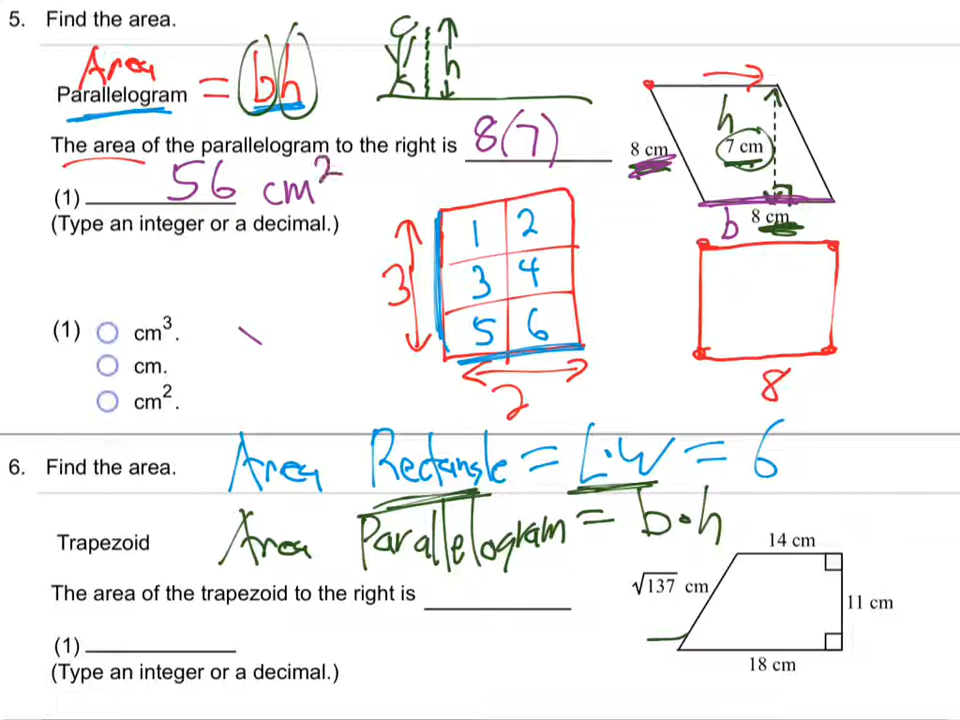 5. Find the area.
Area
Parallelogram = bh
h
The area of the parallelogram to the right is 8(7)
(1) 56 cm²
(Type an integer or a decimal.)
h
8 cm
7 cm
b 8 cm
1 2
3 3 4
5 6
2
8
(1) cm³.
cm.
cm².
6. Find the area.
Area Rectangle = L·W = 6
Area Parallelogram = b·h
Trapezoid
The area of the trapezoid to the right is
(1)
(Type an integer or a decimal.)
14 cm
√137 cm
11 cm
18 cm